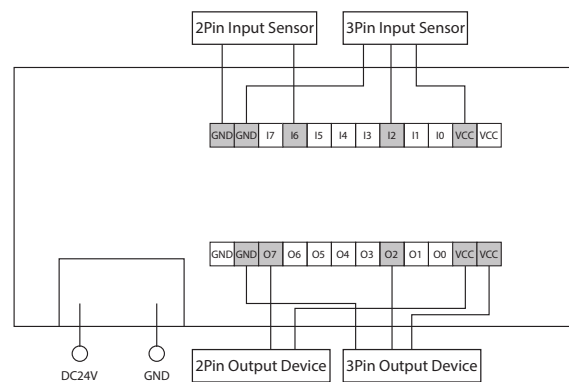 2Pin Input Sensor 3Pin Input Sensor
GND GND I7 I6 I5 I4 I3 I2 I1 I0 VCC VCC
GND GND O7 O6 O5 O4 O3 O2 O1 O0 VCC VCC
2Pin Output Device 3Pin Output Device
DC24V GND